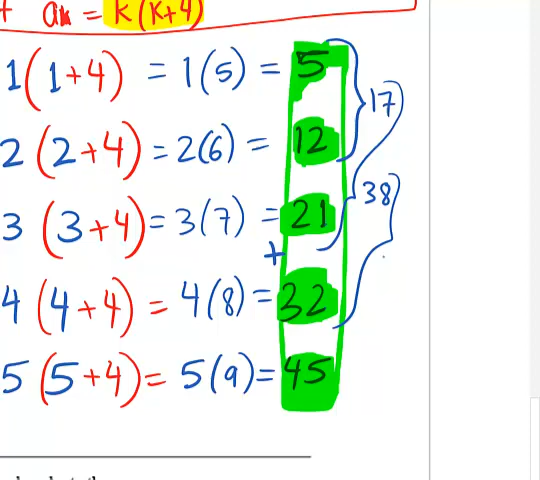 ak = k(k+4)
1(1+4) = 1(5) = 5
17
2(2+4) = 2(6) = 12
38
3(3+4) = 3(7) = 21
+
4(4+4) = 4(8) = 32
5(5+4) = 5(9) = 45